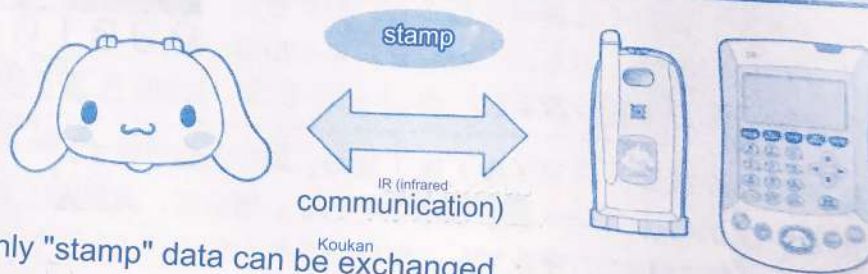 stamp
IR (infrared
communication)
Koukan
nly "stamp" data can be exchanged